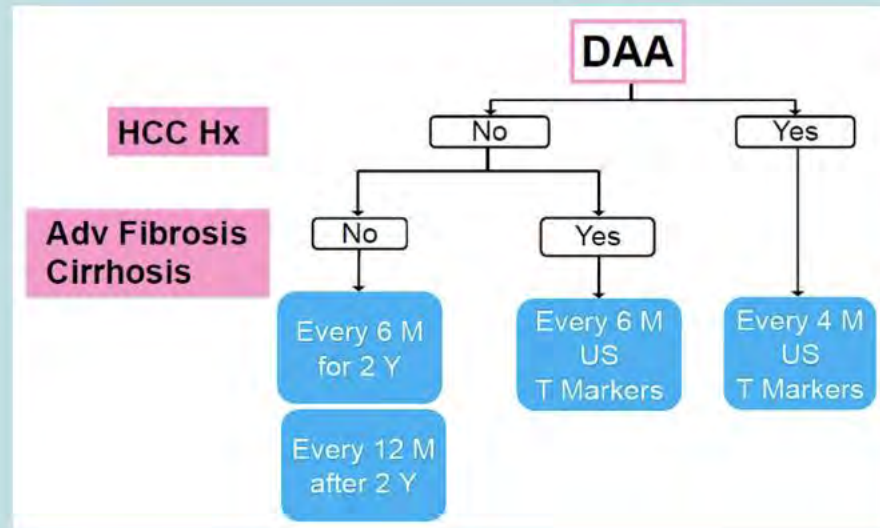 DAA
HCC Hx
No
Yes
Adv Fibrosis
Cirrhosis
No
Yes
Every 6 M
for 2 Y
Every 6 M
US
T Markers
Every 4 M
US
T Markers
Every 12 M
after 2 Y